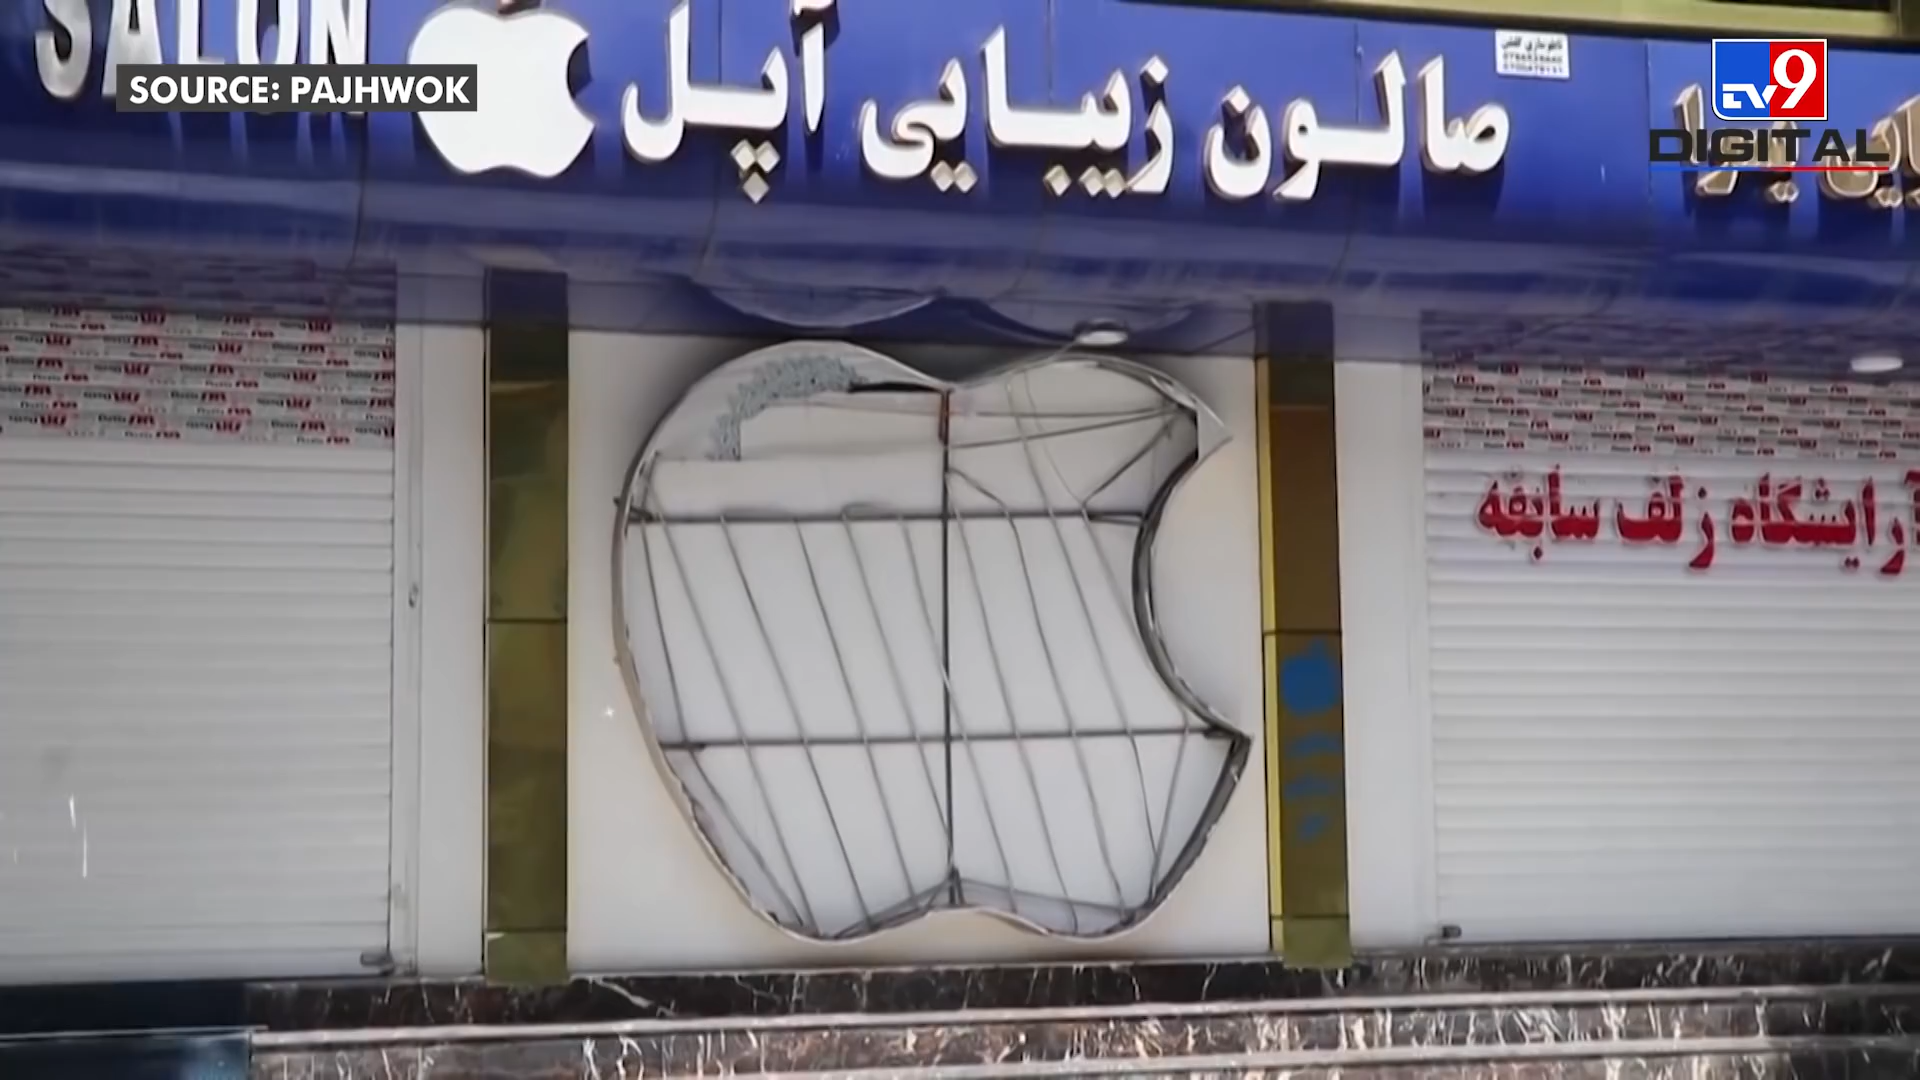 SALON
صالون زیبایی آپل
SOURCE: PAJHWOK
TV9
DIGITAL
آرایشگاه زلف سابقه